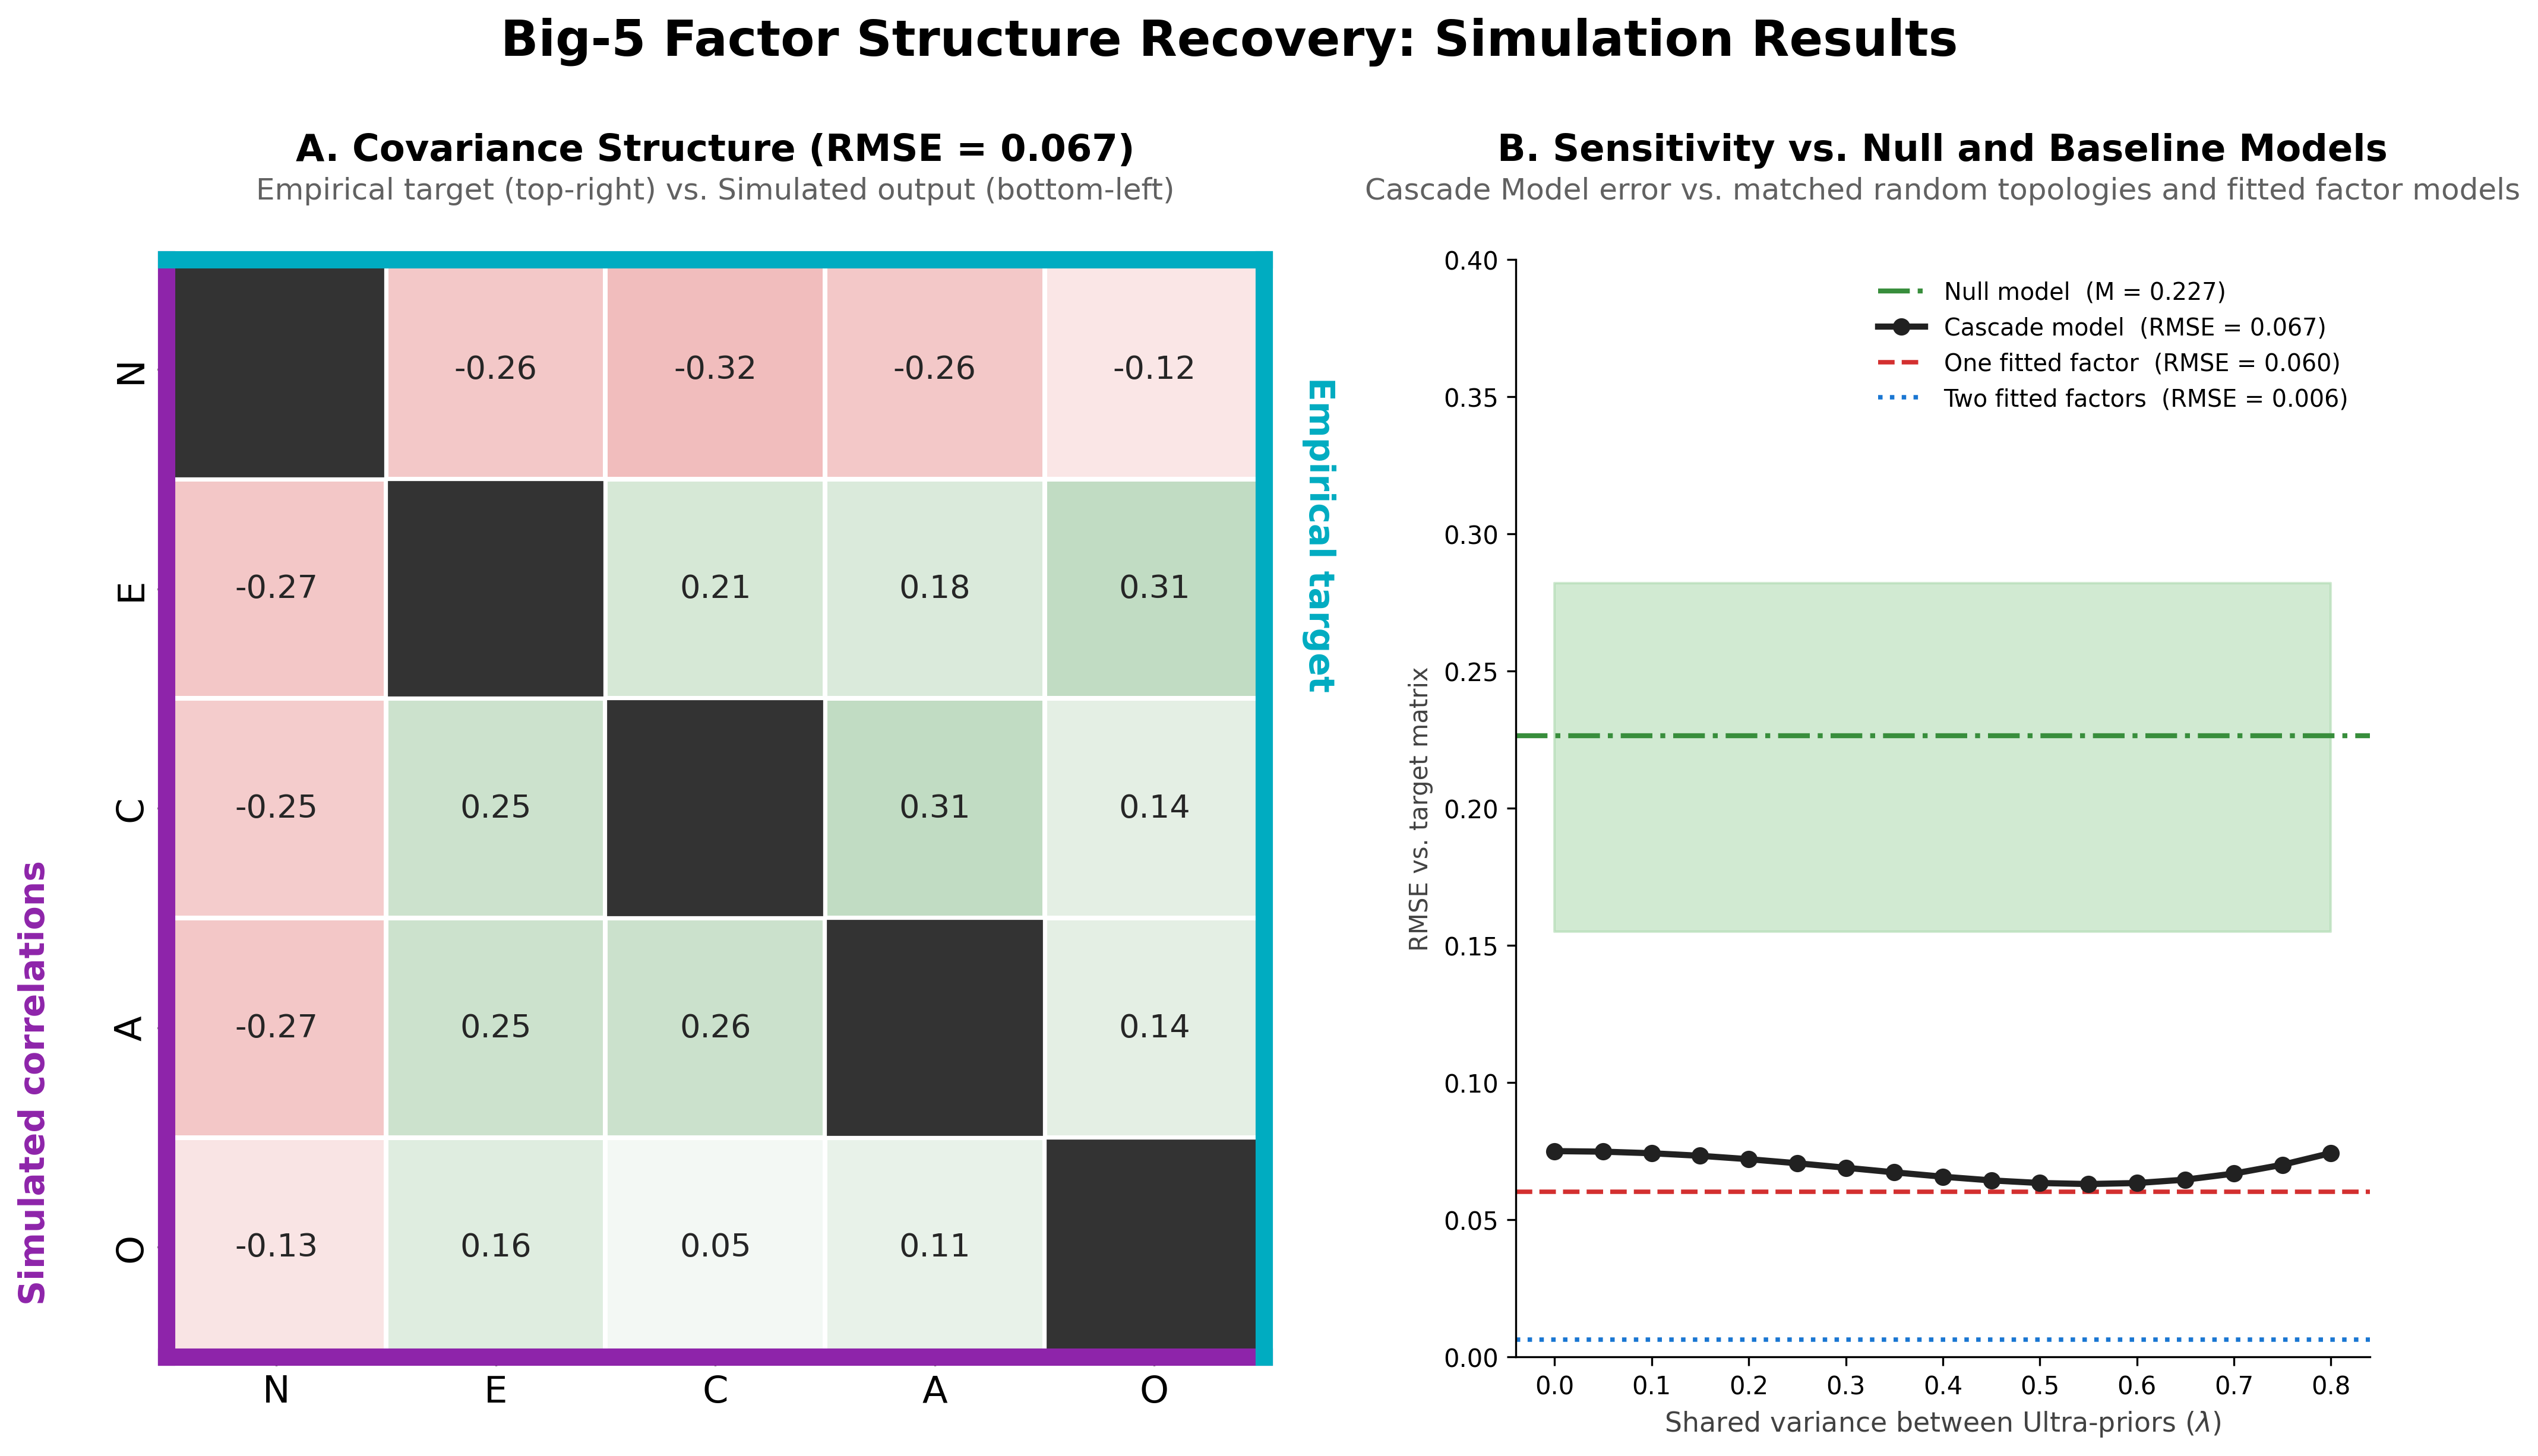 Big-5 Factor Structure Recovery: Simulation Results
A. Covariance Structure (RMSE = 0.067)
Empirical target (top-right) vs. Simulated output (bottom-left)
N
-0.26
-0.32
-0.26
-0.12
E
-0.27
0.21
0.18
0.31
C
-0.25
0.25
0.31
0.14
A
-0.27
0.25
0.26
0.14
O
-0.13
0.16
0.05
0.11
N
E
C
A
O
Simulated correlations
Empirical target
B. Sensitivity vs. Null and Baseline Models
Cascade Model error vs. matched random topologies and fitted factor models
Null model (M = 0.227)
Cascade model (RMSE = 0.067)
One fitted factor (RMSE = 0.060)
Two fitted factors (RMSE = 0.006)
RMSE vs. target matrix
0.40
0.35
0.30
0.25
0.20
0.15
0.10
0.05
0.00
0.0
0.1
0.2
0.3
0.4
0.5
0.6
0.7
0.8
Shared variance between Ultra-priors (λ)